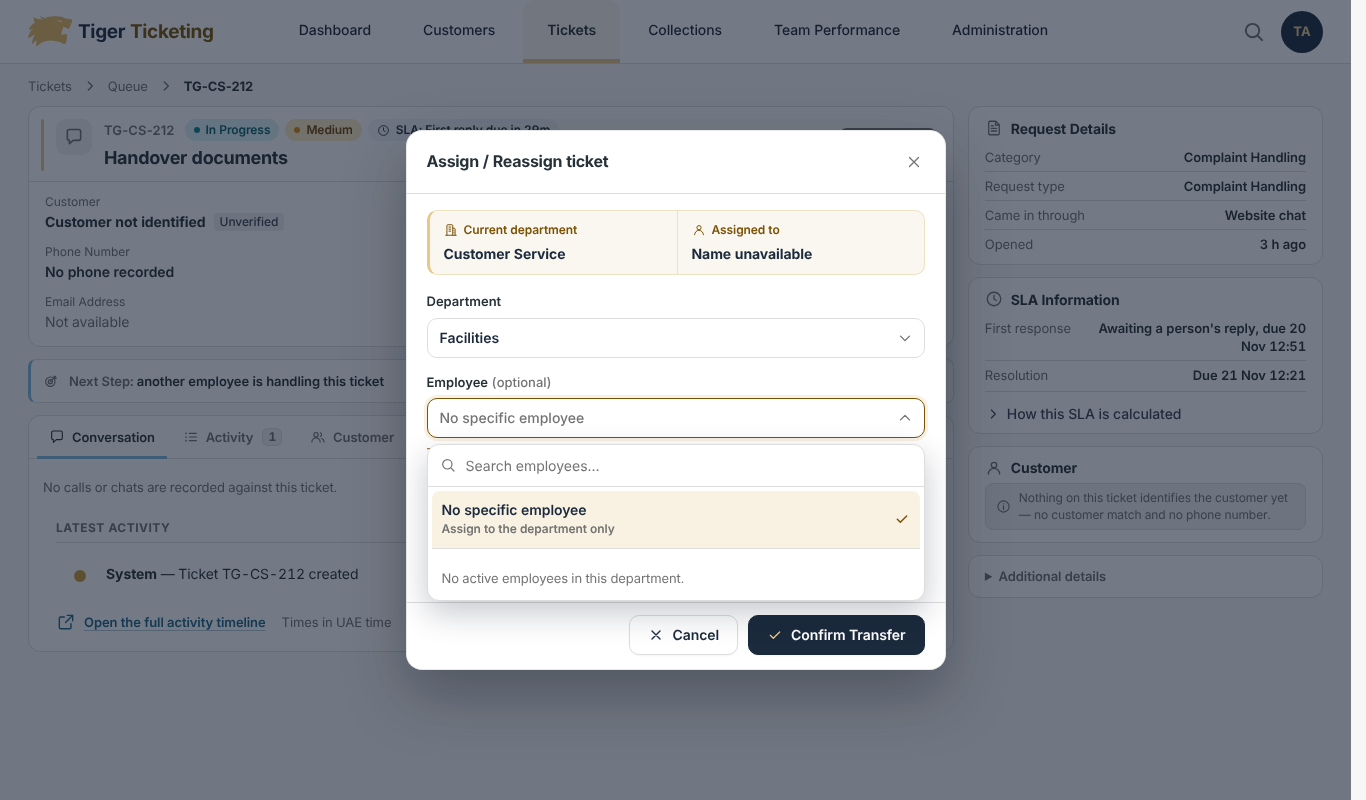 Tiger Ticketing
Dashboard
Customers
Tickets
Collections
Team Performance
Administration
TA
Tickets
Queue
TG-CS-212
TG-CS-212
In Progress
Medium
SLA: First reply due in 29m
Handover documents
Customer
Customer not identified
Unverified
Phone Number
No phone recorded
Email Address
Not available
Next Step: another employee is handling this ticket
Conversation
Activity
1
Customer
No calls or chats are recorded against this ticket.
LATEST ACTIVITY
System — Ticket TG-CS-212 created
Open the full activity timeline
Times in UAE time
Assign / Reassign ticket
Current department
Customer Service
Assigned to
Name unavailable
Department
Facilities
Employee (optional)
No specific employee
Search employees...
No specific employee
Assign to the department only
No active employees in this department.
Cancel
Confirm Transfer
Request Details
Category
Complaint Handling
Request type
Complaint Handling
Came in through
Website chat
Opened
3 h ago
SLA Information
First response
Awaiting a person's reply, due 20
Nov 12:51
Resolution
Due 21 Nov 12:21
How this SLA is calculated
Customer
Nothing on this ticket identifies the customer yet
— no customer match and no phone number.
Additional details